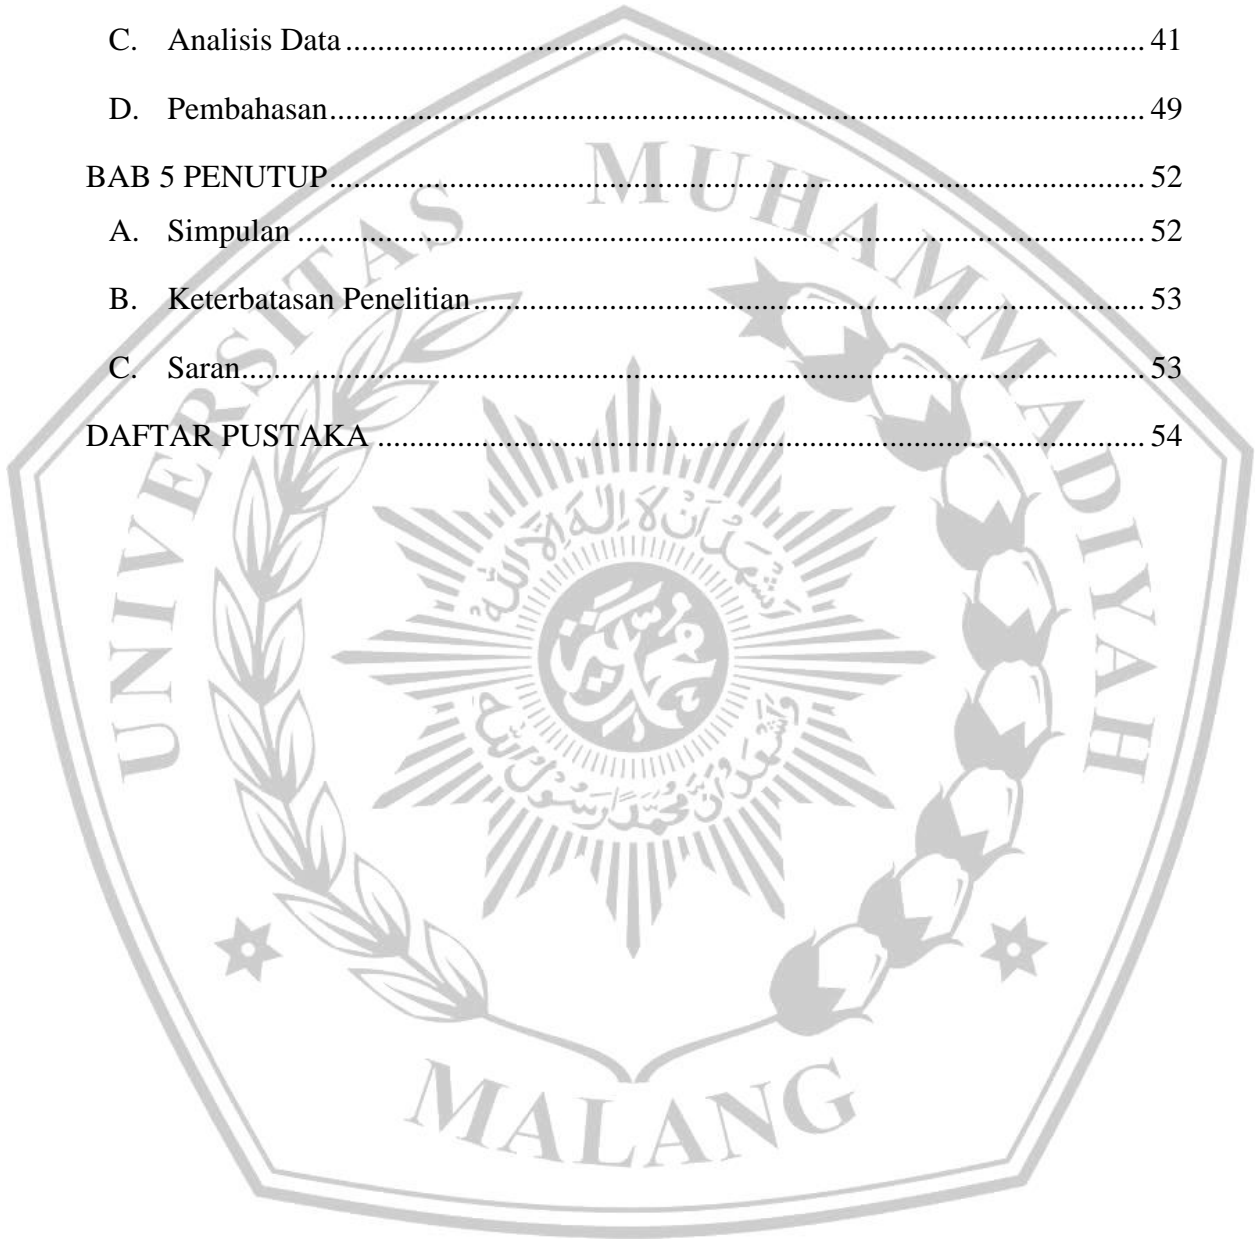 C. Analisis Data ........................................................................................ 41
D. Pembahasan ........................................................................................ 49
BAB 5 PENUTUP ........................................................................................ 52
A. Simpulan ........................................................................................ 52
B. Keterbatasan Penelitian ........................................................................................ 53
C. Saran ........................................................................................ 53
DAFTAR PUSTAKA ........................................................................................ 54
UNIVERSITAS MUHAMMADIYAH
MALANG